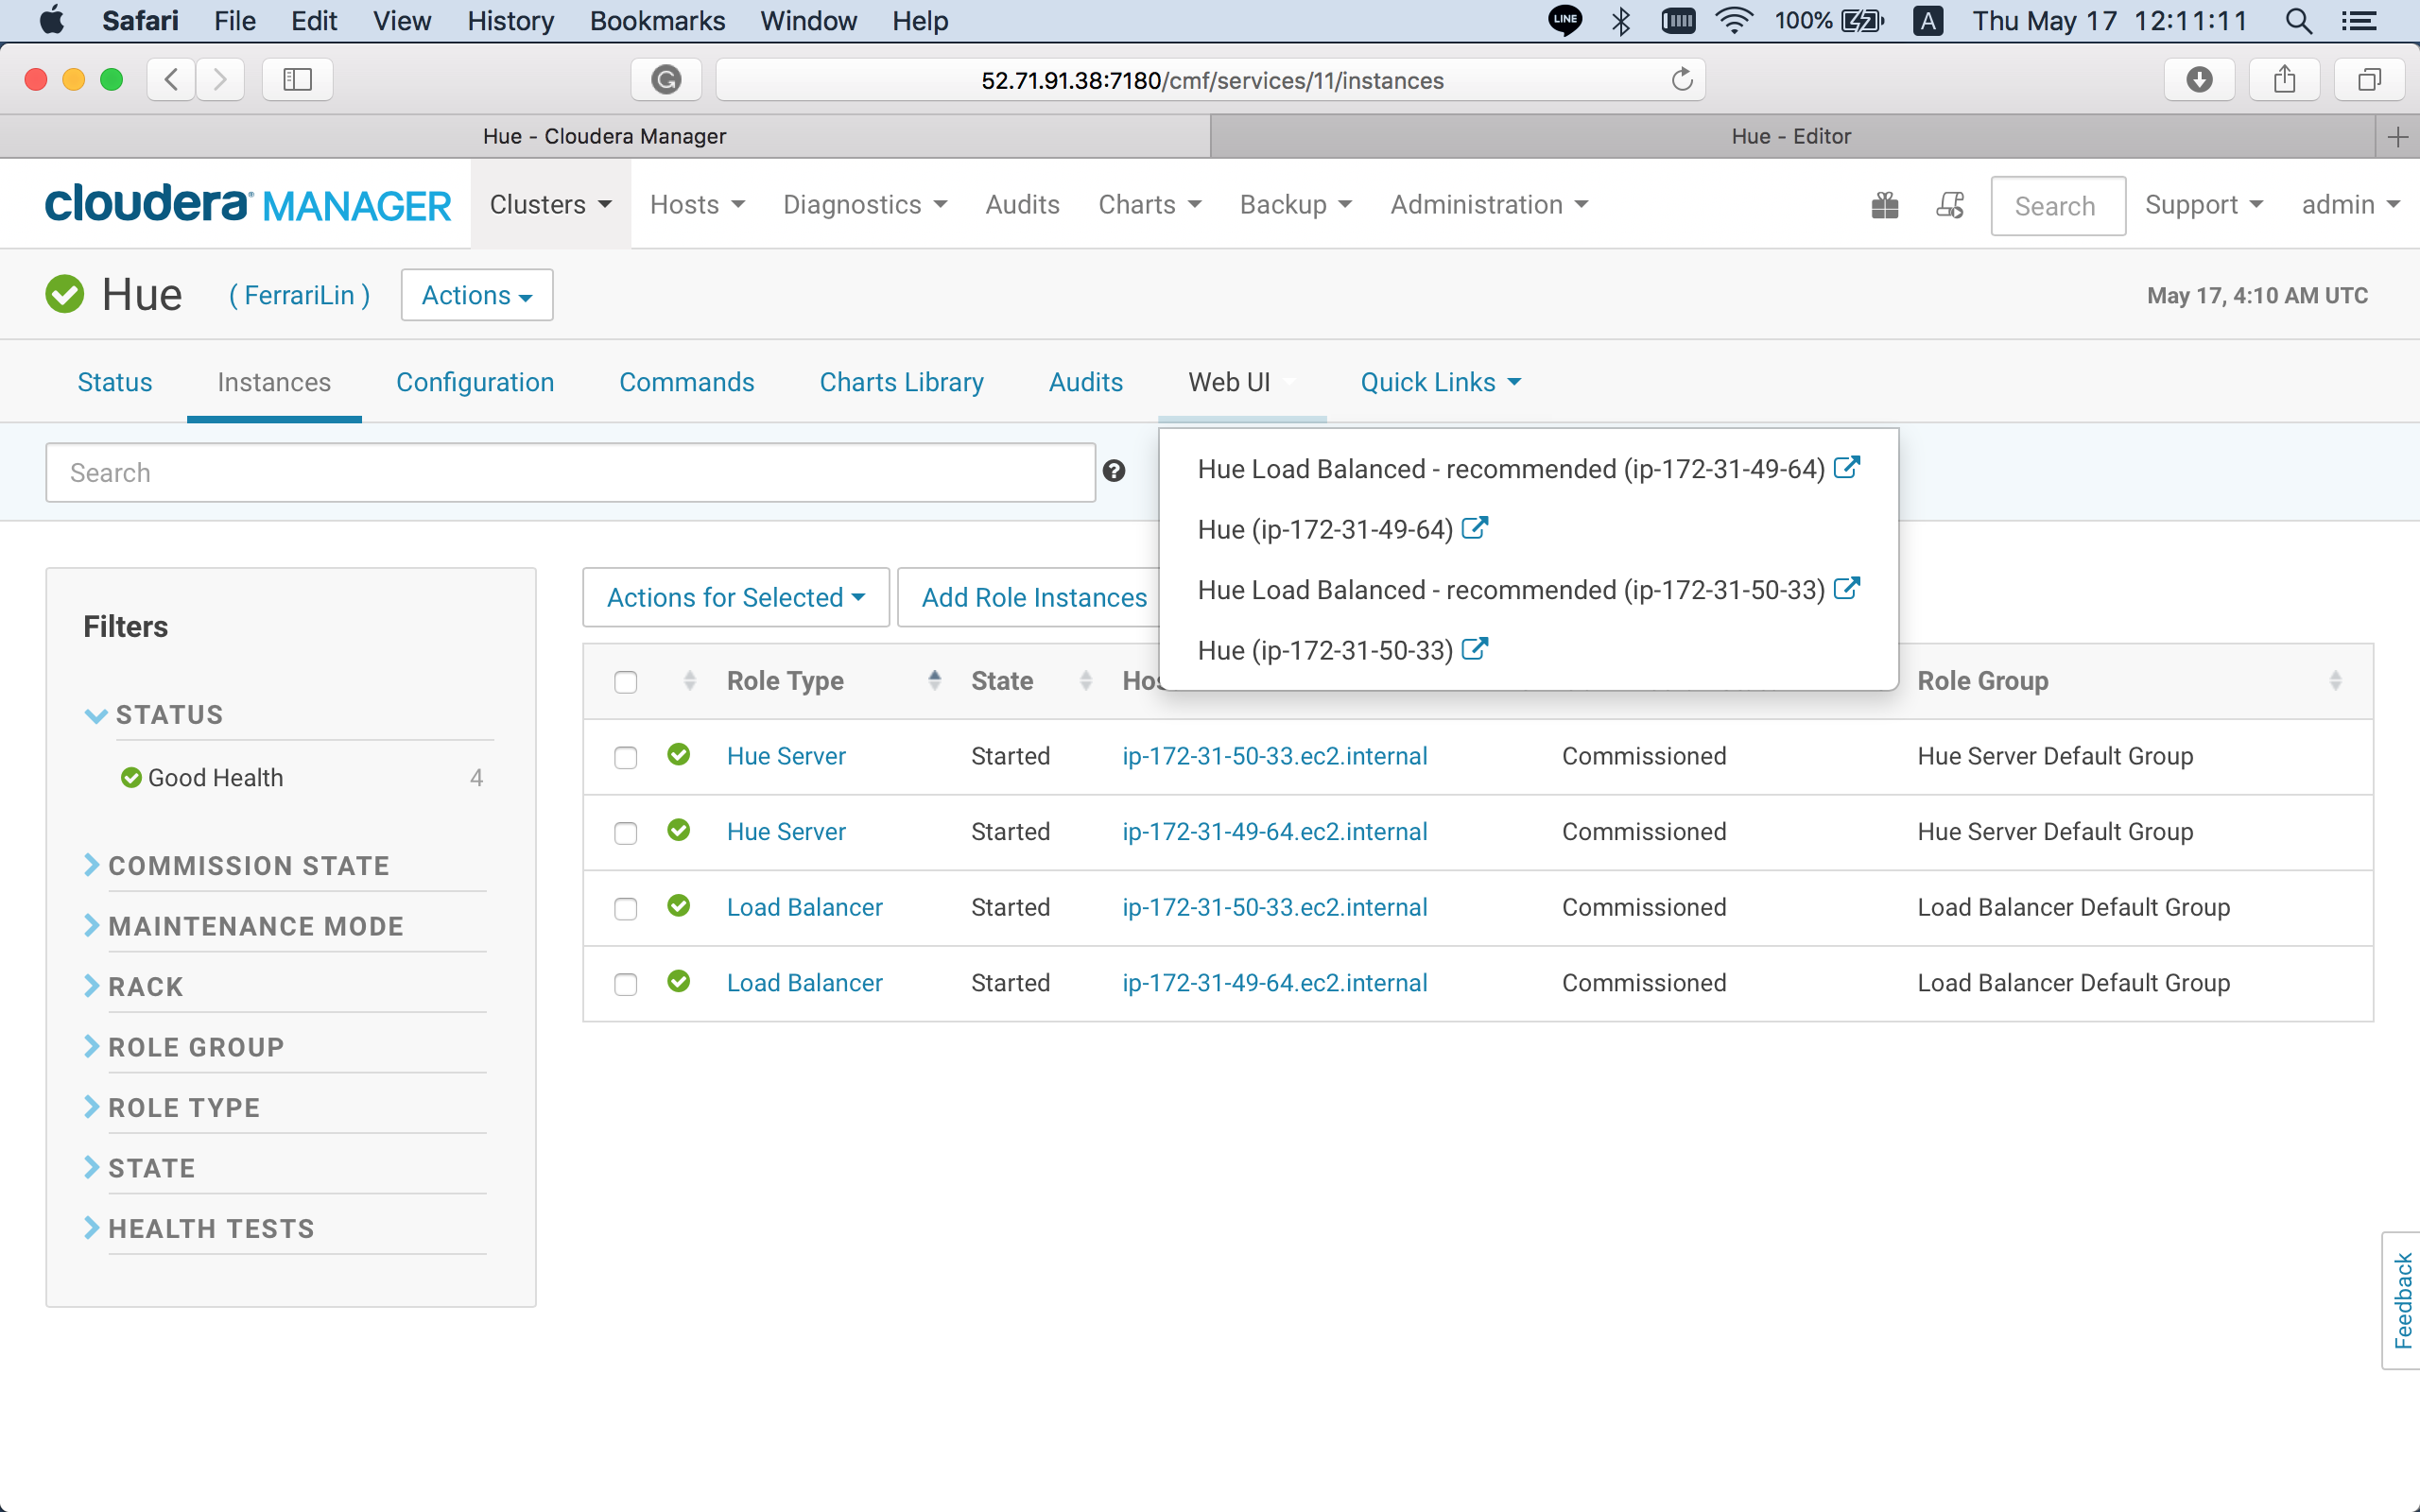 Safari File Edit View History Bookmarks Window Help LINE 100% A Thu May 17 12:11:11
52.71.91.38:7180/cmf/services/11/instances
Hue - Cloudera Manager Hue - Editor
cloudera MANAGER Clusters Hosts Diagnostics Audits Charts Backup Administration Search Support admin
Hue ( FerrariLin ) Actions May 17, 4:10 AM UTC
Status Instances Configuration Commands Charts Library Audits Web UI Quick Links
Search
Hue Load Balanced - recommended (ip-172-31-49-64)
Hue (ip-172-31-49-64)
Hue Load Balanced - recommended (ip-172-31-50-33)
Hue (ip-172-31-50-33)
Actions for Selected Add Role Instances
Role Type State Role Group
Hue Server Started ip-172-31-50-33.ec2.internal Commissioned Hue Server Default Group
Hue Server Started ip-172-31-49-64.ec2.internal Commissioned Hue Server Default Group
Load Balancer Started ip-172-31-50-33.ec2.internal Commissioned Load Balancer Default Group
Load Balancer Started ip-172-31-49-64.ec2.internal Commissioned Load Balancer Default Group
Filters
STATUS
Good Health 4
COMMISSION STATE
MAINTENANCE MODE
RACK
ROLE GROUP
ROLE TYPE
STATE
HEALTH TESTS
Feedback